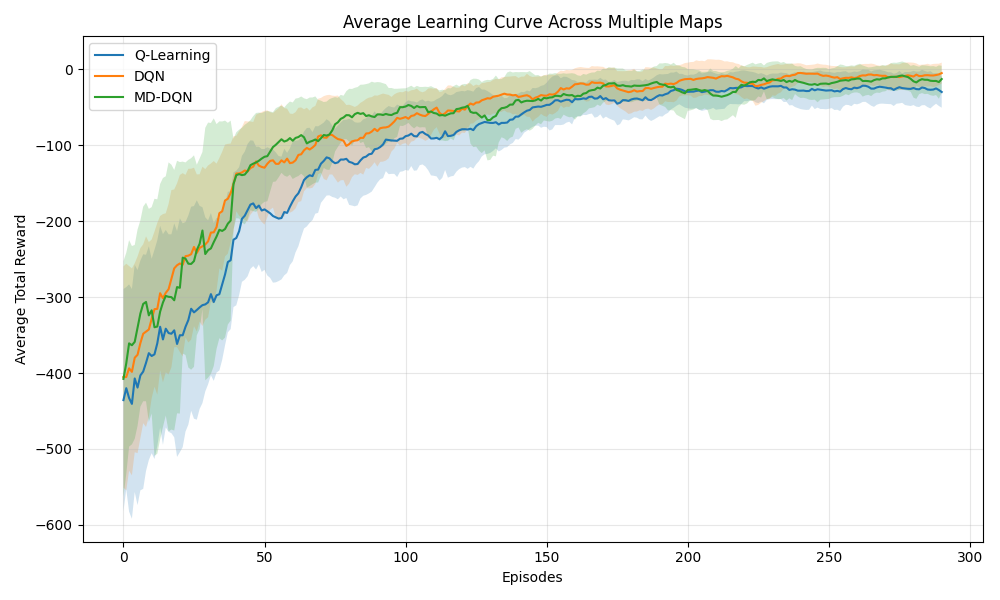 Average Learning Curve Across Multiple Maps
Q-Learning
DQN
MD-DQN
Average Total Reward
0
−100
−200
−300
−400
−500
−600
0
50
100
150
200
250
300
Episodes